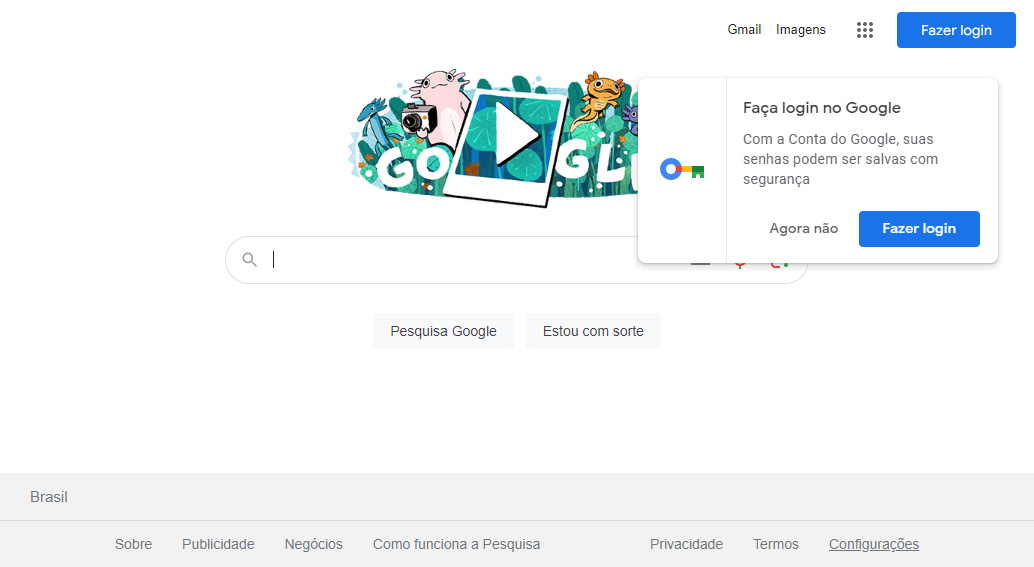 Gmail Imagens Fazer login
Faça login no Google
Com a Conta do Google, suas
senhas podem ser salvas com
segurança
Agora não Fazer login
Pesquisa Google Estou com sorte
Brasil
Sobre Publicidade Negócios Como funciona a Pesquisa Privacidade Termos Configurações